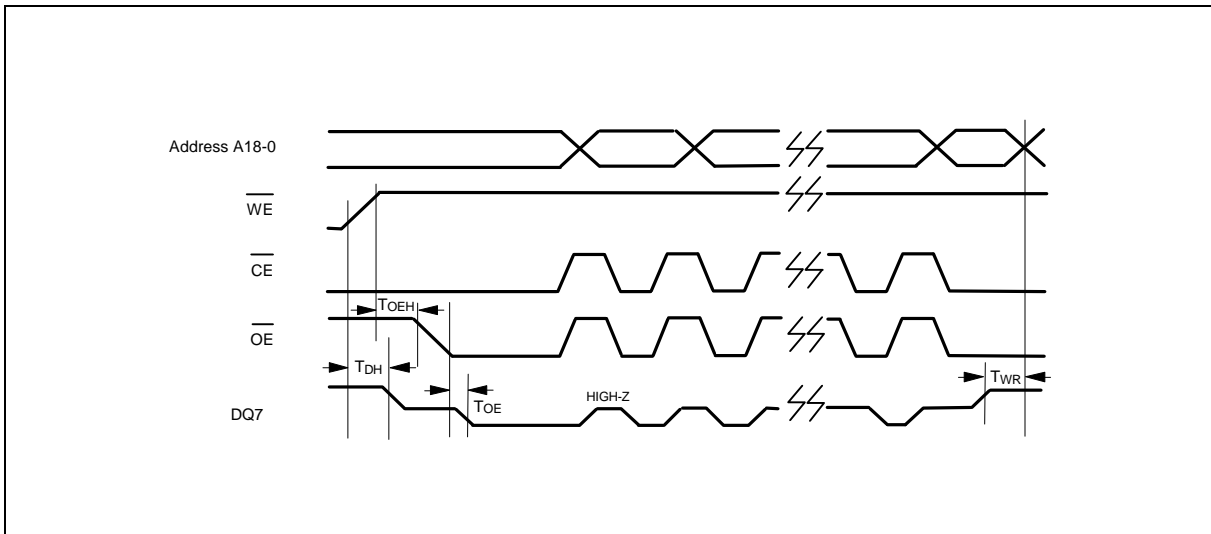 Address A18-0
WE
CE
TOEH
OE
TDH
TWR
HIGH-Z
TOE
DQ7